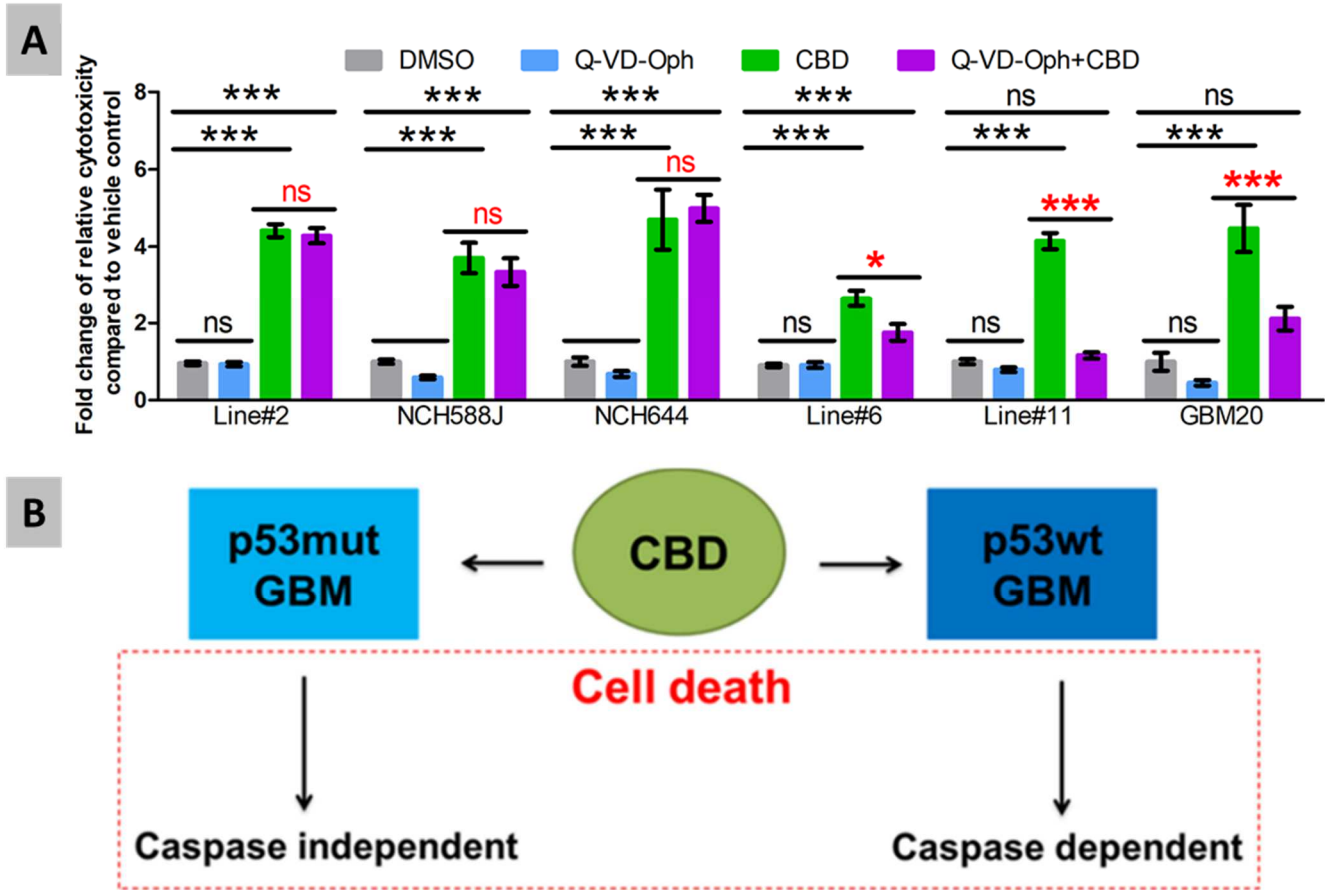 A
DMSO Q-VD-Oph CBD Q-VD-Oph+CBD
Fold change of relative cytotoxicity
compared to vehicle control
8
6
4
2
0
*** *** *** *** ns ns
*** *** *** *** *** ***
ns ns ns * *** ***
ns ns ns ns
Line#2 NCH588J NCH644 Line#6 Line#11 GBM20
B
p53mut
GBM
CBD
p53wt
GBM
Cell death
Caspase independent
Caspase dependent